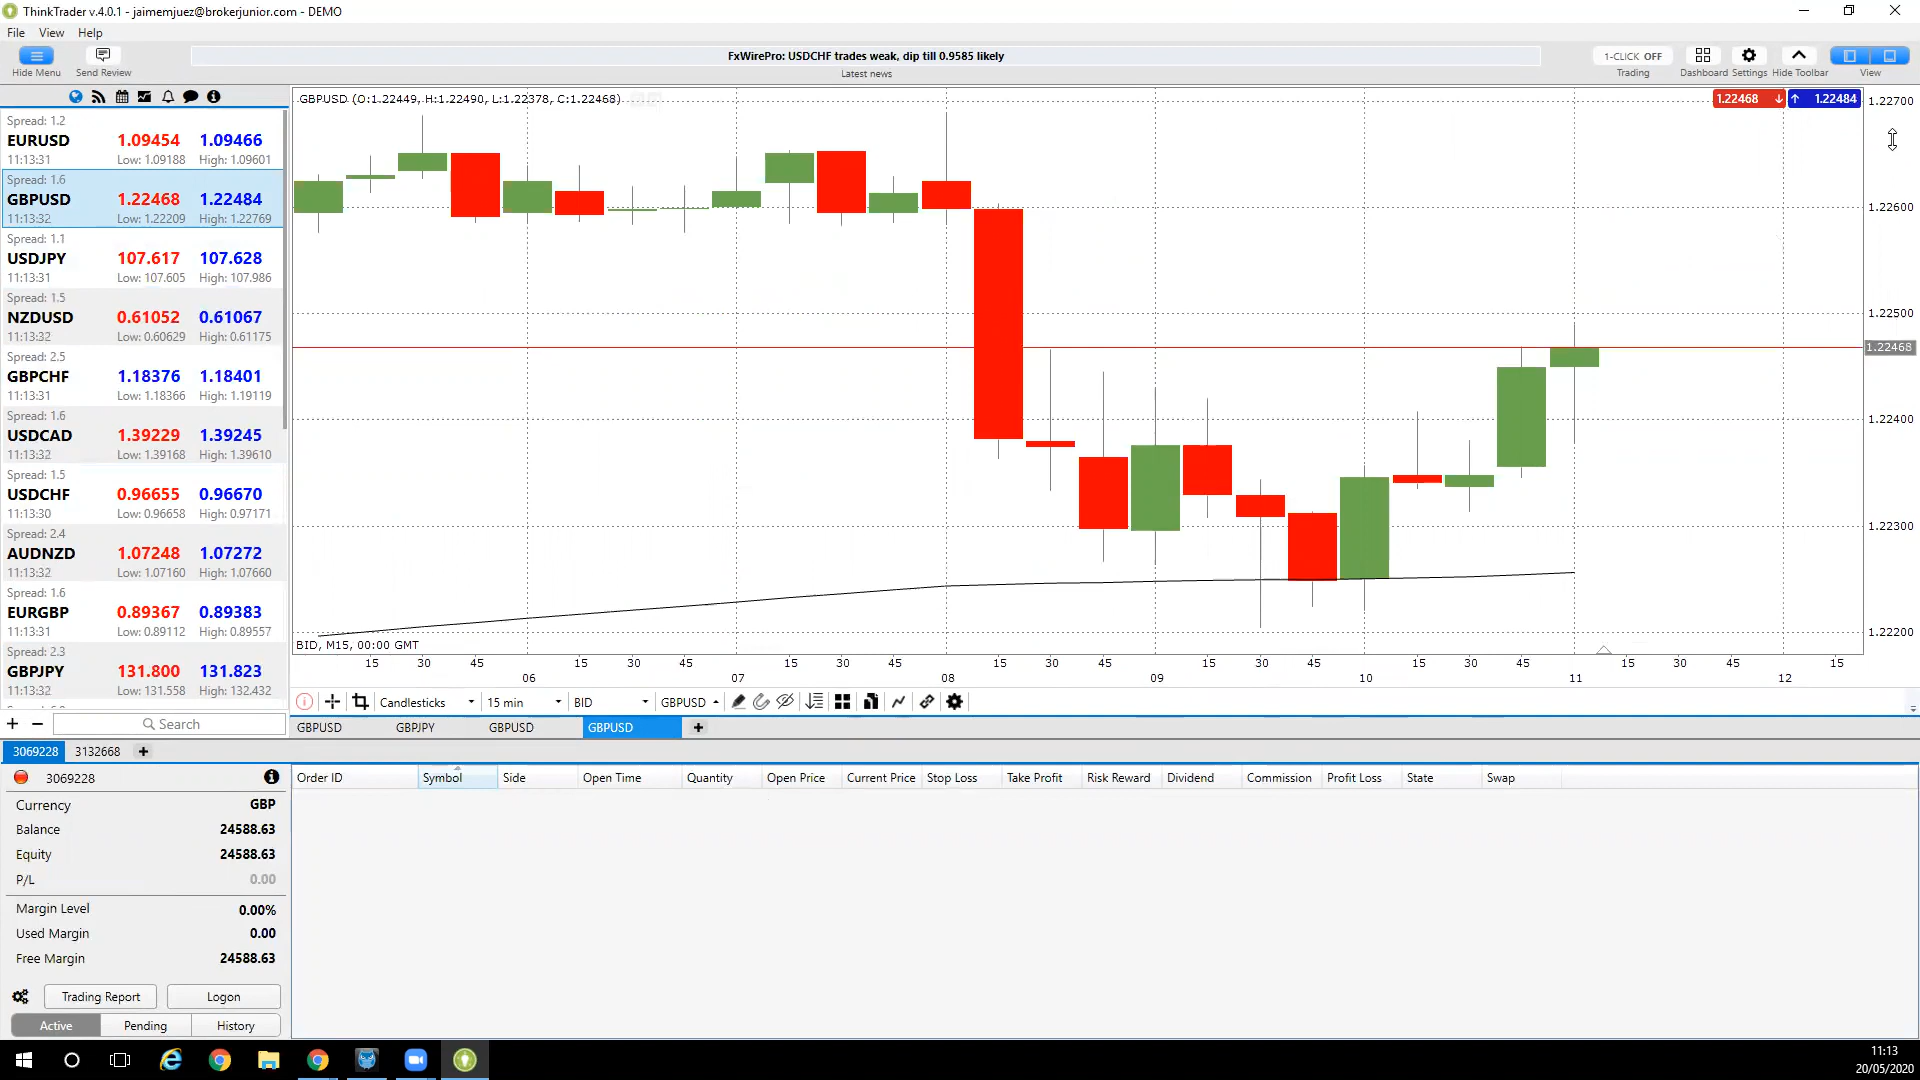 ThinkTrader v.4.0.1 - jaimemjuez@brokerjunior.com - DEMO
File View Help
FxWirePro: USDCHF trades weak, dip till 0.9585 likely
1-CLICK OFF
Hide Menu Send Review Latest news Trading Dashboard Settings Hide Toolbar View
Spread: 1.2
EURUSD 1.09454 1.09466
11:13:31 Low: 1.09188 High: 1.09601
Spread: 1.6
GBPUSD 1.22468 1.22484
11:13:32 Low: 1.22209 High: 1.22769
Spread: 1.1
USDJPY 107.617 107.628
11:13:31 Low: 107.605 High: 107.986
Spread: 1.5
NZDUSD 0.61052 0.61067
11:13:32 Low: 0.60629 High: 0.61175
Spread: 2.5
GBPCHF 1.18376 1.18401
11:13:32 Low: 1.18366 High: 1.19119
Spread: 1.6
USDCAD 1.39229 1.39245
11:13:32 Low: 1.39168 High: 1.39610
Spread: 1.5
USDCHF 0.96655 0.96670
11:13:30 Low: 0.96658 High: 0.97171
Spread: 2.4
AUDNZD 1.07248 1.07272
11:13:32 Low: 1.07160 High: 1.07660
Spread: 1.6
EURGBP 0.89367 0.89383
11:13:31 Low: 0.89112 High: 0.89557
Spread: 2.3
GBPJPY 131.800 131.823
11:13:32 Low: 131.558 High: 132.432
Search
GBPUSD (O:1.22449, H:1.22490, L:1.22378, C:1.22468)
1.22468 1.22484
1.22700
1.22600
1.22500
1.22468
1.22400
1.22300
1.22200
BID, M15, 00:00 GMT
15 30 45 15 30 45 15 30 45 15 30 45 15 30 45 15 30 45 15 30 45 15
06 07 08 09 10 11 12
Candlesticks 15 min BID GBPUSD
GBPUSD GBPJPY GBPUSD GBPUSD
3069228 3132668
3069228
Currency GBP
Balance 24588.63
Equity 24588.63
P/L 0.00
Margin Level 0.00%
Used Margin 0.00
Free Margin 24588.63
Trading Report Logon
Active Pending History
Order ID Symbol Side Open Time Quantity Open Price Current Price Stop Loss Take Profit Risk Reward Dividend Commission Profit Loss State Swap
11:13
20/05/2020